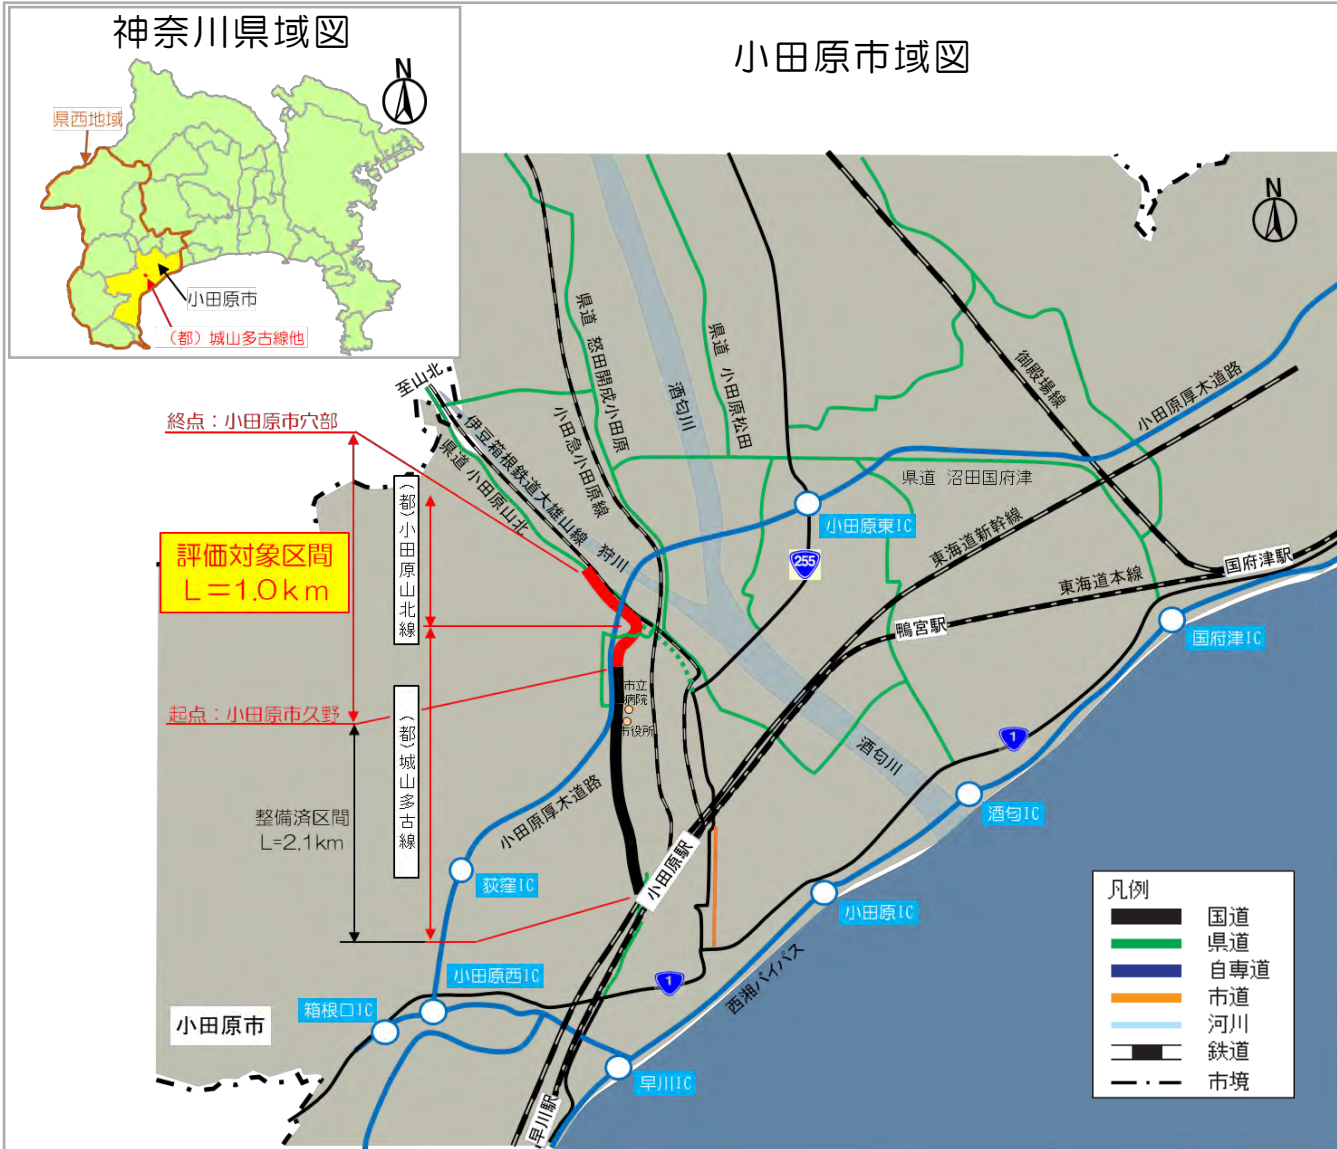 神奈川県域図
N
県西地域
小田原市
（都）城山多古線他
小田原市域図
N
至山北
県道 怒田開成小田原
県道 小田原松田
酒匂川
御殿場線
小田原厚木道路
伊豆箱根鉄道大雄山線
小田急小田原線
県道 小田原山北
狩川
県道 沼田国府津
小田原東IC
255
東海道新幹線
東海道本線
国府津駅
鴨宮駅
国府津IC
終点：小田原市穴部
（都）小田原山北線
評価対象区間
L=1.0km
起点：小田原市久野
（都）城山多古線
市立
病院
市役所
整備済区間
L=2.1km
小田原厚木道路
荻窪IC
小田原駅
酒匂川
1
酒匂IC
小田原IC
西湘バイパス
小田原西IC
箱根口IC
1
小田原市
早川IC
早川駅
凡例
国道
県道
自専道
市道
河川
鉄道
市境